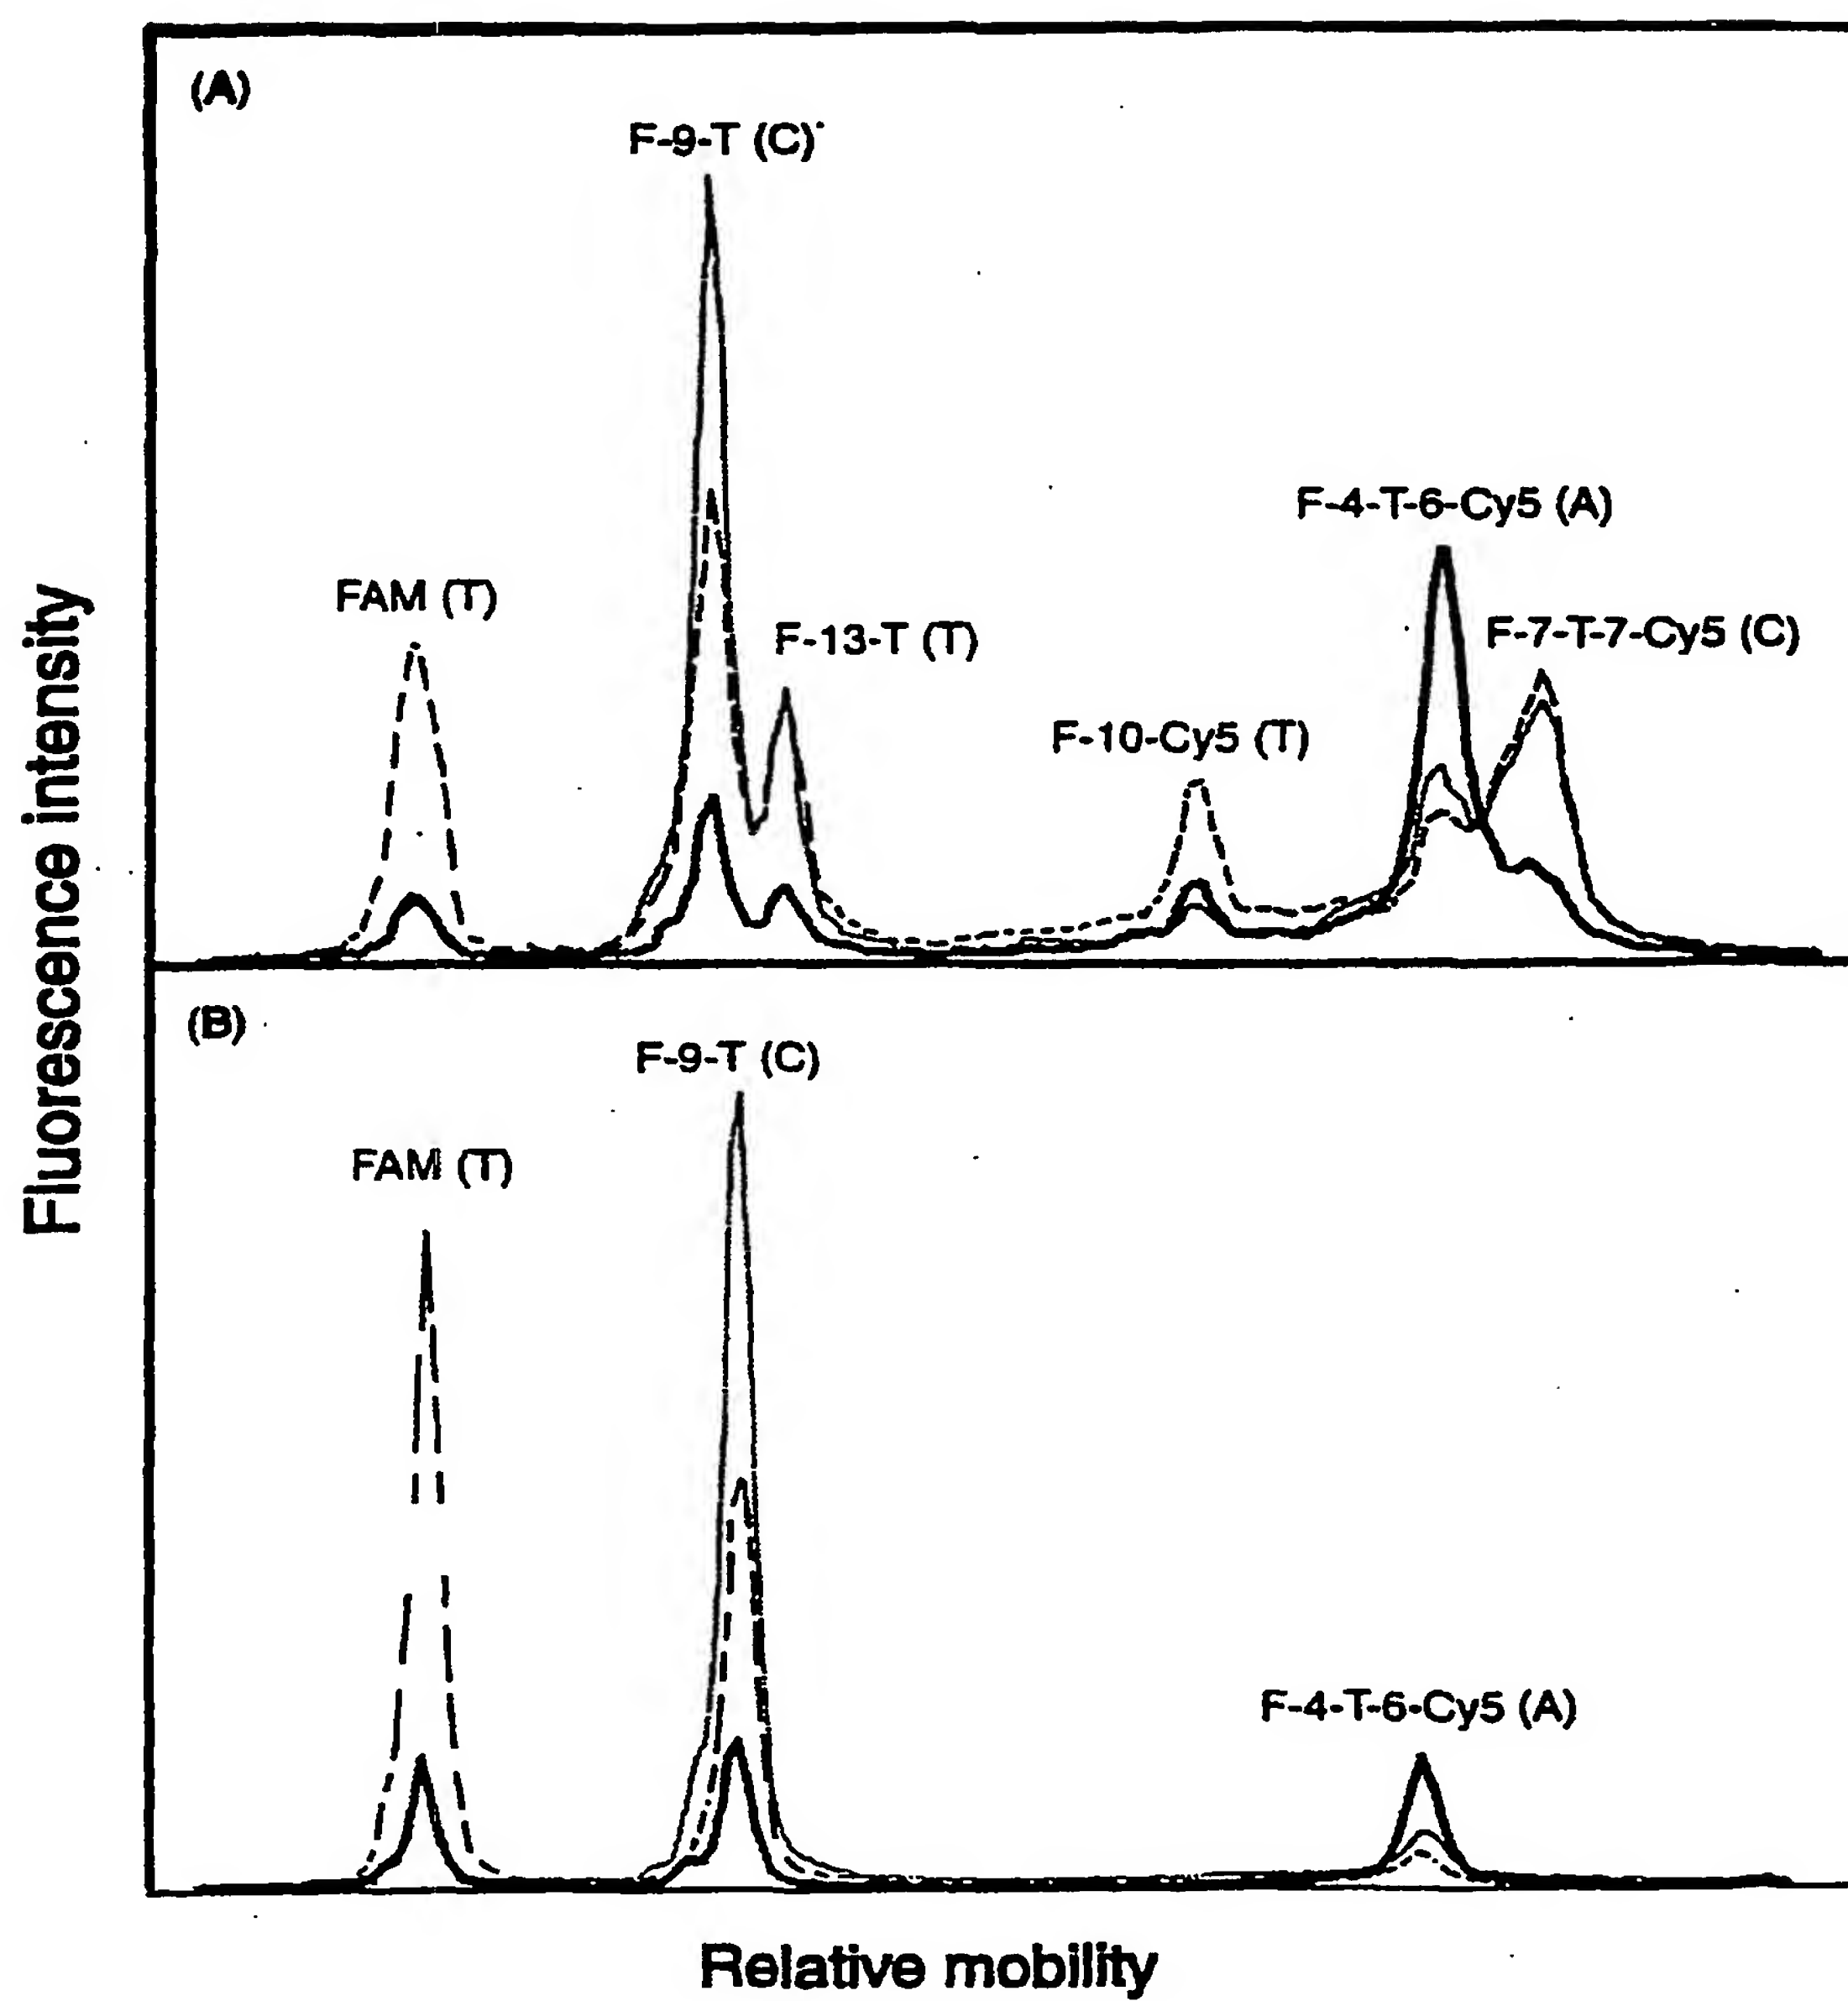 (A)
F-9-T (C)
FAM (T)
F-13-T (T)
F-10-Cy5 (T)
F-4-T-6-Cy5 (A)
F-7-T-7-Cy5 (C)
Fluorescence intensity
(B)
F-9-T (C)
FAM (T)
F-4-T-6-Cy5 (A)
Relative mobility